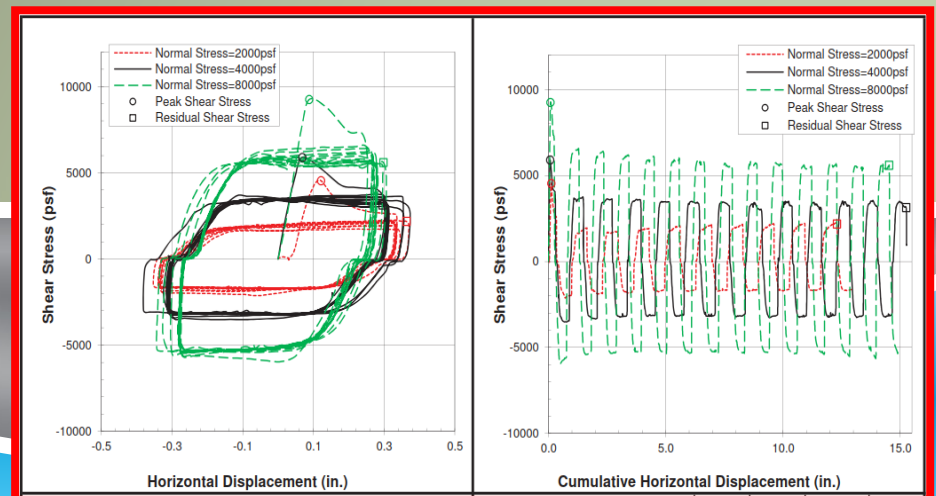 Normal Stress=2000psf
Normal Stress=4000psf
Normal Stress=8000psf
Peak Shear Stress
Residual Shear Stress
10000
5000
0
-5000
-10000
-0.5
-0.3
-0.1
0.1
0.3
0.5
Shear Stress (psf)
Horizontal Displacement (in.)
Normal Stress=2000psf
Normal Stress=4000psf
Normal Stress=8000psf
Peak Shear Stress
Residual Shear Stress
10000
5000
0
-5000
-10000
0.0
5.0
10.0
15.0
Shear Stress (psf)
Cumulative Horizontal Displacement (in.)